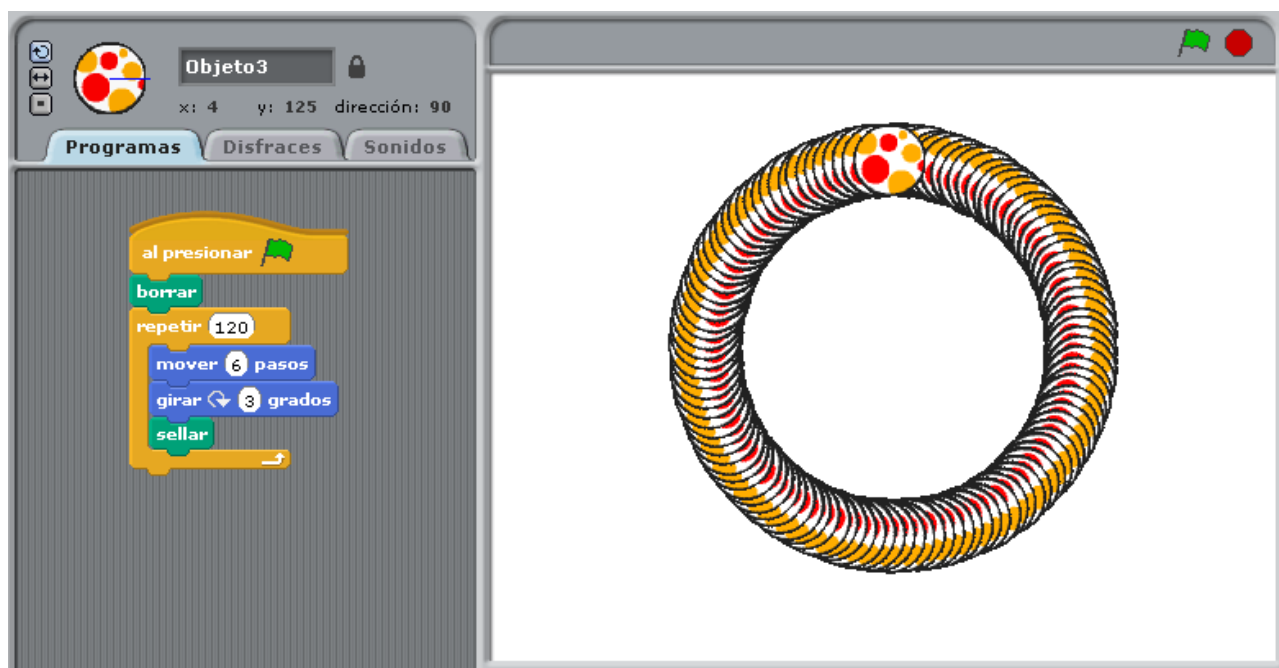 Objeto3
x: 4 y: 125 dirección: 90
Programas Disfraces Sonidos
al presionar
borrar
repetir 120
mover 6 pasos
girar 3 grados
sellar